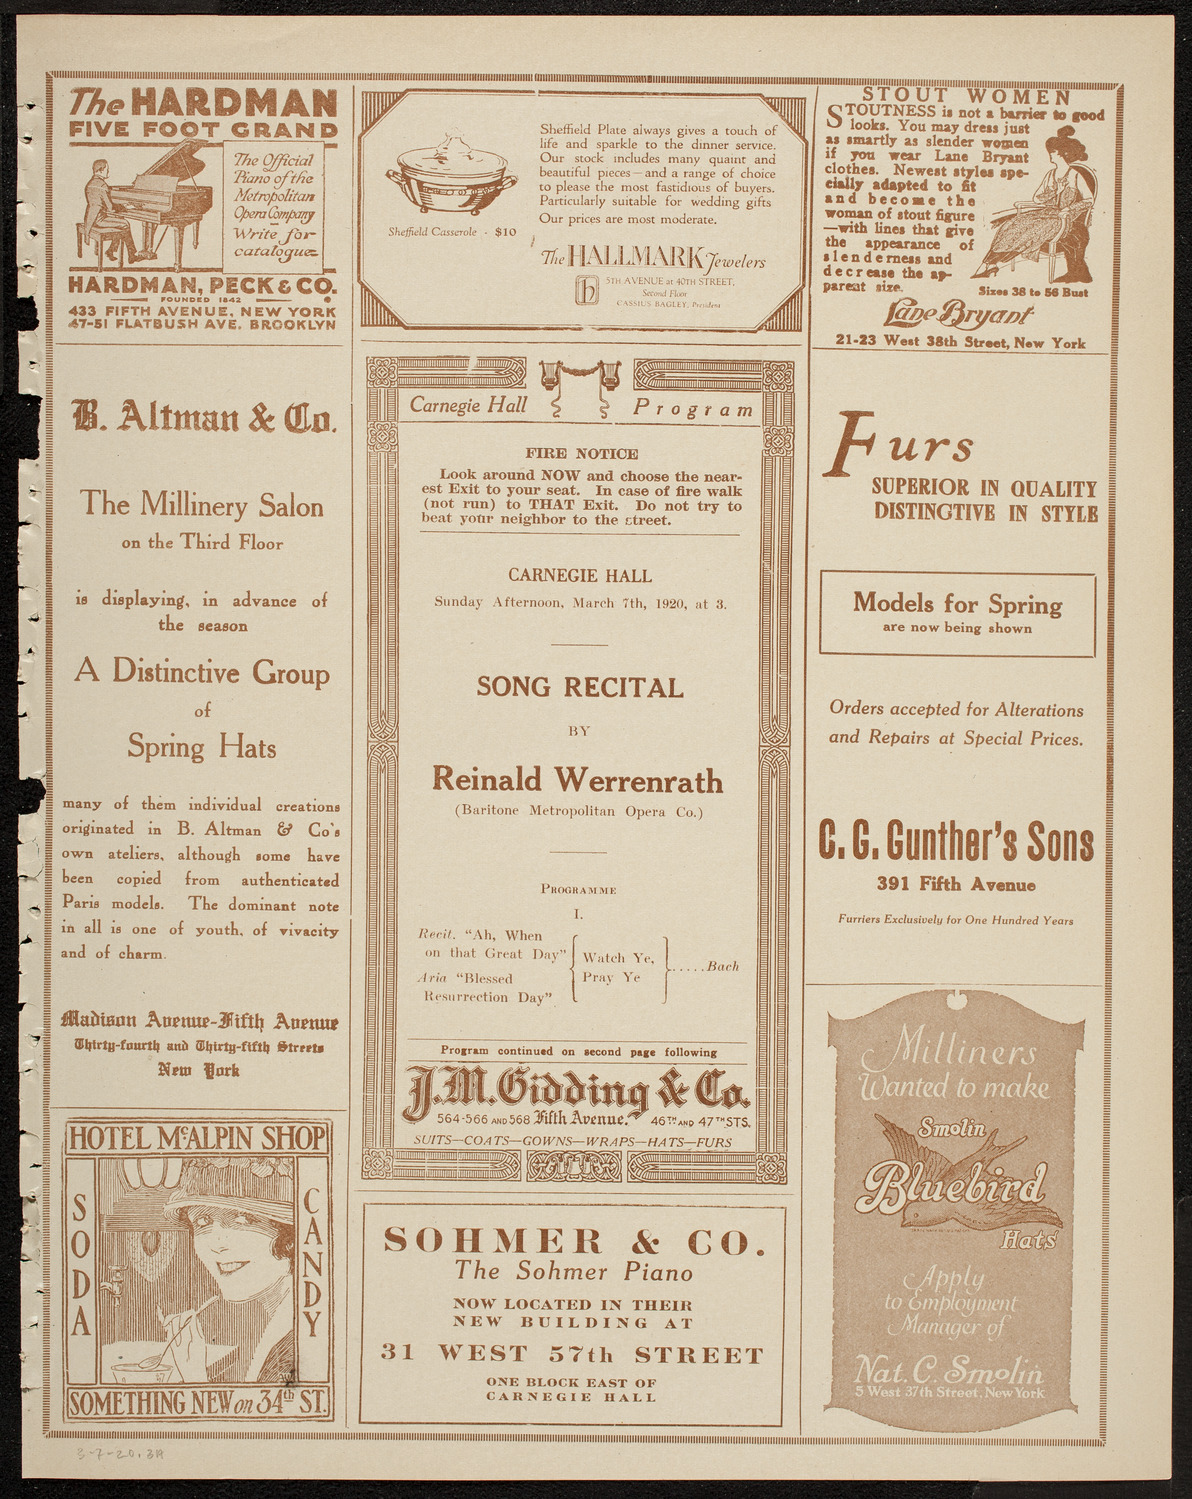 The HARDMAN
FIVE FOOT GRAND
The Official
Piano of the
Metropolitan
Opera Company
Write for
catalogue
HARDMAN, PECK & CO.
FOUNDED 1842
433 FIFTH AVENUE, NEW YORK
47-51 FLATBUSH AVE. BROOKLYN
B. Altman & Co.
The Millinery Salon
on the Third Floor
is displaying, in advance of
the season
A Distinctive Group
of
Spring Hats
many of them individual creations
originated in B. Altman & Co's
own ateliers, although some have
been copied from authenticated
Paris models. The dominant note
in all is one of youth, of vivacity
and of charm.
Madison Avenue-Fifth Avenue
Thirty-fourth and Thirty-fifth Streets
New York
HOTEL McALPIN SHOP
SODA
CANDY
SOMETHING NEW on 34th ST.
3-7-20.3A
Sheffield Casserole - $10
Sheffield Plate always gives a touch of
life and sparkle to the dinner service.
Our stock includes many quaint and
beautiful pieces—and a range of choice
to please the most fastidious of buyers.
Particularly suitable for wedding gifts
Our prices are most moderate.
The HALLMARK Jewelers
h
5TH AVENUE at 40TH STREET,
Second Floor
CASSIUS BAGLEY, President
Carnegie Hall Program
FIRE NOTICE
Look around NOW and choose the near-
est Exit to your seat. In case of fire walk
(not run) to THAT Exit. Do not try to
beat your neighbor to the street.
CARNEGIE HALL
Sunday Afternoon, March 7th, 1920, at 3.
SONG RECITAL
BY
Reinald Werrenrath
(Baritone Metropolitan Opera Co.)
PROGRAMME
I.
Recit. "Ah, When
on that Great Day"
Aria "Blessed
Resurrection Day"
Watch Ye,
Pray Ye
.....Bach
Program continued on second page following
J.M. Gidding & Co.
564-566 AND 568 Fifth Avenue. 46TH AND 47TH STS.
SUITS—COATS—GOWNS—WRAPS—HATS—FURS
SOHMER & CO.
The Sohmer Piano
NOW LOCATED IN THEIR
NEW BUILDING AT
31 WEST 57th STREET
ONE BLOCK EAST OF
CARNEGIE HALL
STOUT WOMEN
STOUTNESS is not a barrier to good
looks. You may dress just
as smartly as slender women
if you wear Lane Bryant
clothes. Newest styles spe-
cially adapted to fit
and become the
woman of stout figure
—with lines that give
the appearance of
slenderness and
decrease the ap-
parent size.
Sizes 38 to 56 Bust
Lane Bryant
21-23 West 38th Street, New York
Furs
SUPERIOR IN QUALITY
DISTINCTIVE IN STYLE
Models for Spring
are now being shown
Orders accepted for Alterations
and Repairs at Special Prices.
C. G. Gunther's Sons
391 Fifth Avenue
Furriers Exclusively for One Hundred Years
Milliners
Wanted to make
Smolin
Bluebird
Hats
Apply
to Employment
Manager of
Nat. C. Smolin
5 West 37th Street, New York